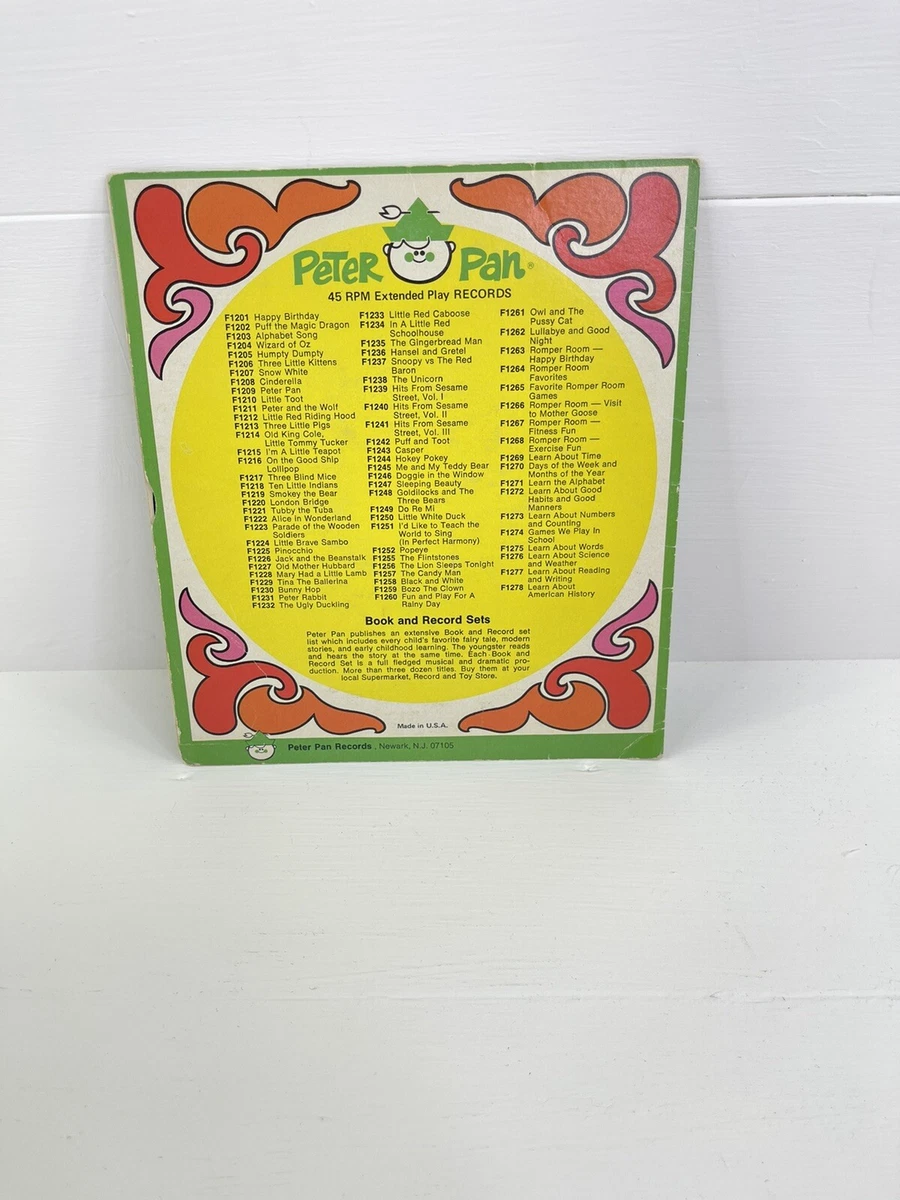 PETER PAN®
45 RPM Extended Play RECORDS
F1201 Happy Birthday
F1202 Puff the Magic Dragon
F1203 Alphabet Song
F1204 Wizard of Oz
F1205 Humpty Dumpty
F1206 Three Little Kittens
F1207 Snow White
F1208 Cinderella
F1209 Peter Pan
F1210 Little Toot
F1211 Peter and the Wolf
F1212 Little Red Riding Hood
F1213 Three Little Pigs
F1214 Old King Cole,
Little Tommy Tucker
F1215 I'm A Little Teapot
F1216 On the Good Ship
Lollipop
F1217 Three Blind Mice
F1218 Ten Little Indians
F1219 Smokey the Bear
F1220 London Bridge
F1221 Tubby the Tuba
F1222 Alice in Wonderland
F1223 Parade of the Wooden
Soldiers
F1224 Little Brave Sambo
F1225 Pinocchio
F1226 Jack and the Beanstalk
F1227 Old Mother Hubbard
F1228 Mary Had a Little Lamb
F1229 Tina The Ballerina
F1230 Bunny Hop
F1231 Peter Rabbit
F1232 The Ugly Duckling
F1233 Little Red Caboose
F1234 In A Little Red
Schoolhouse
F1235 The Gingerbread Man
F1236 Hansel and Gretel
F1237 Snoopy vs The Red
Baron
F1238 The Unicorn
F1239 Hits From Sesame
Street, Vol. I
F1240 Hits From Sesame
Street, Vol. II
F1241 Hits From Sesame
Street, Vol. III
F1242 Puff and Toot
F1243 Casper
F1244 Hokey Pokey
F1245 Me and My Teddy Bear
F1246 Doggie in the Window
F1247 Sleeping Beauty
F1248 Goldilocks and The
Three Bears
F1249 Do Re Mi
F1250 Little White Duck
F1251 I'd Like to Teach the
World to Sing
(In Perfect Harmony)
F1252 Popeye
F1255 The Flintstones
F1256 The Lion Sleeps Tonight
F1257 The Candy Man
F1258 Black and White
F1259 Bozo The Clown
F1260 Fun and Play For A
Rainy Day
F1261 Owl and The
Pussy Cat
F1262 Lullabye and Good
Night
F1263 Romper Room —
Happy Birthday
F1264 Romper Room
Favorites
F1265 Favorite Romper Room
Games
F1266 Romper Room — Visit
to Mother Goose
F1267 Romper Room —
Fitness Fun
F1268 Romper Room —
Exercise Fun
F1269 Learn About Time
F1270 Days of the Week and
Months of the Year
F1271 Learn the Alphabet
F1272 Learn About Good
Habits and Good
Manners
F1273 Learn About Numbers
and Counting
F1274 Games We Play In
School
F1275 Learn About Words
F1276 Learn About Science
and Weather
F1277 Learn About Reading
and Writing
F1278 Learn About
American History
Book and Record Sets
Peter Pan publishes an extensive Book and Record set
list which includes every child's favorite fairy tale, modern
stories, and early childhood learning. The youngster reads
and hears the story at the same time. Each Book and
Record Set is a full fledged musical and dramatic pro-
duction. More than three dozen titles. Buy them at your
local Supermarket, Record and Toy Store.
Made in U.S.A.
Peter Pan Records , Newark, N.J. 07105